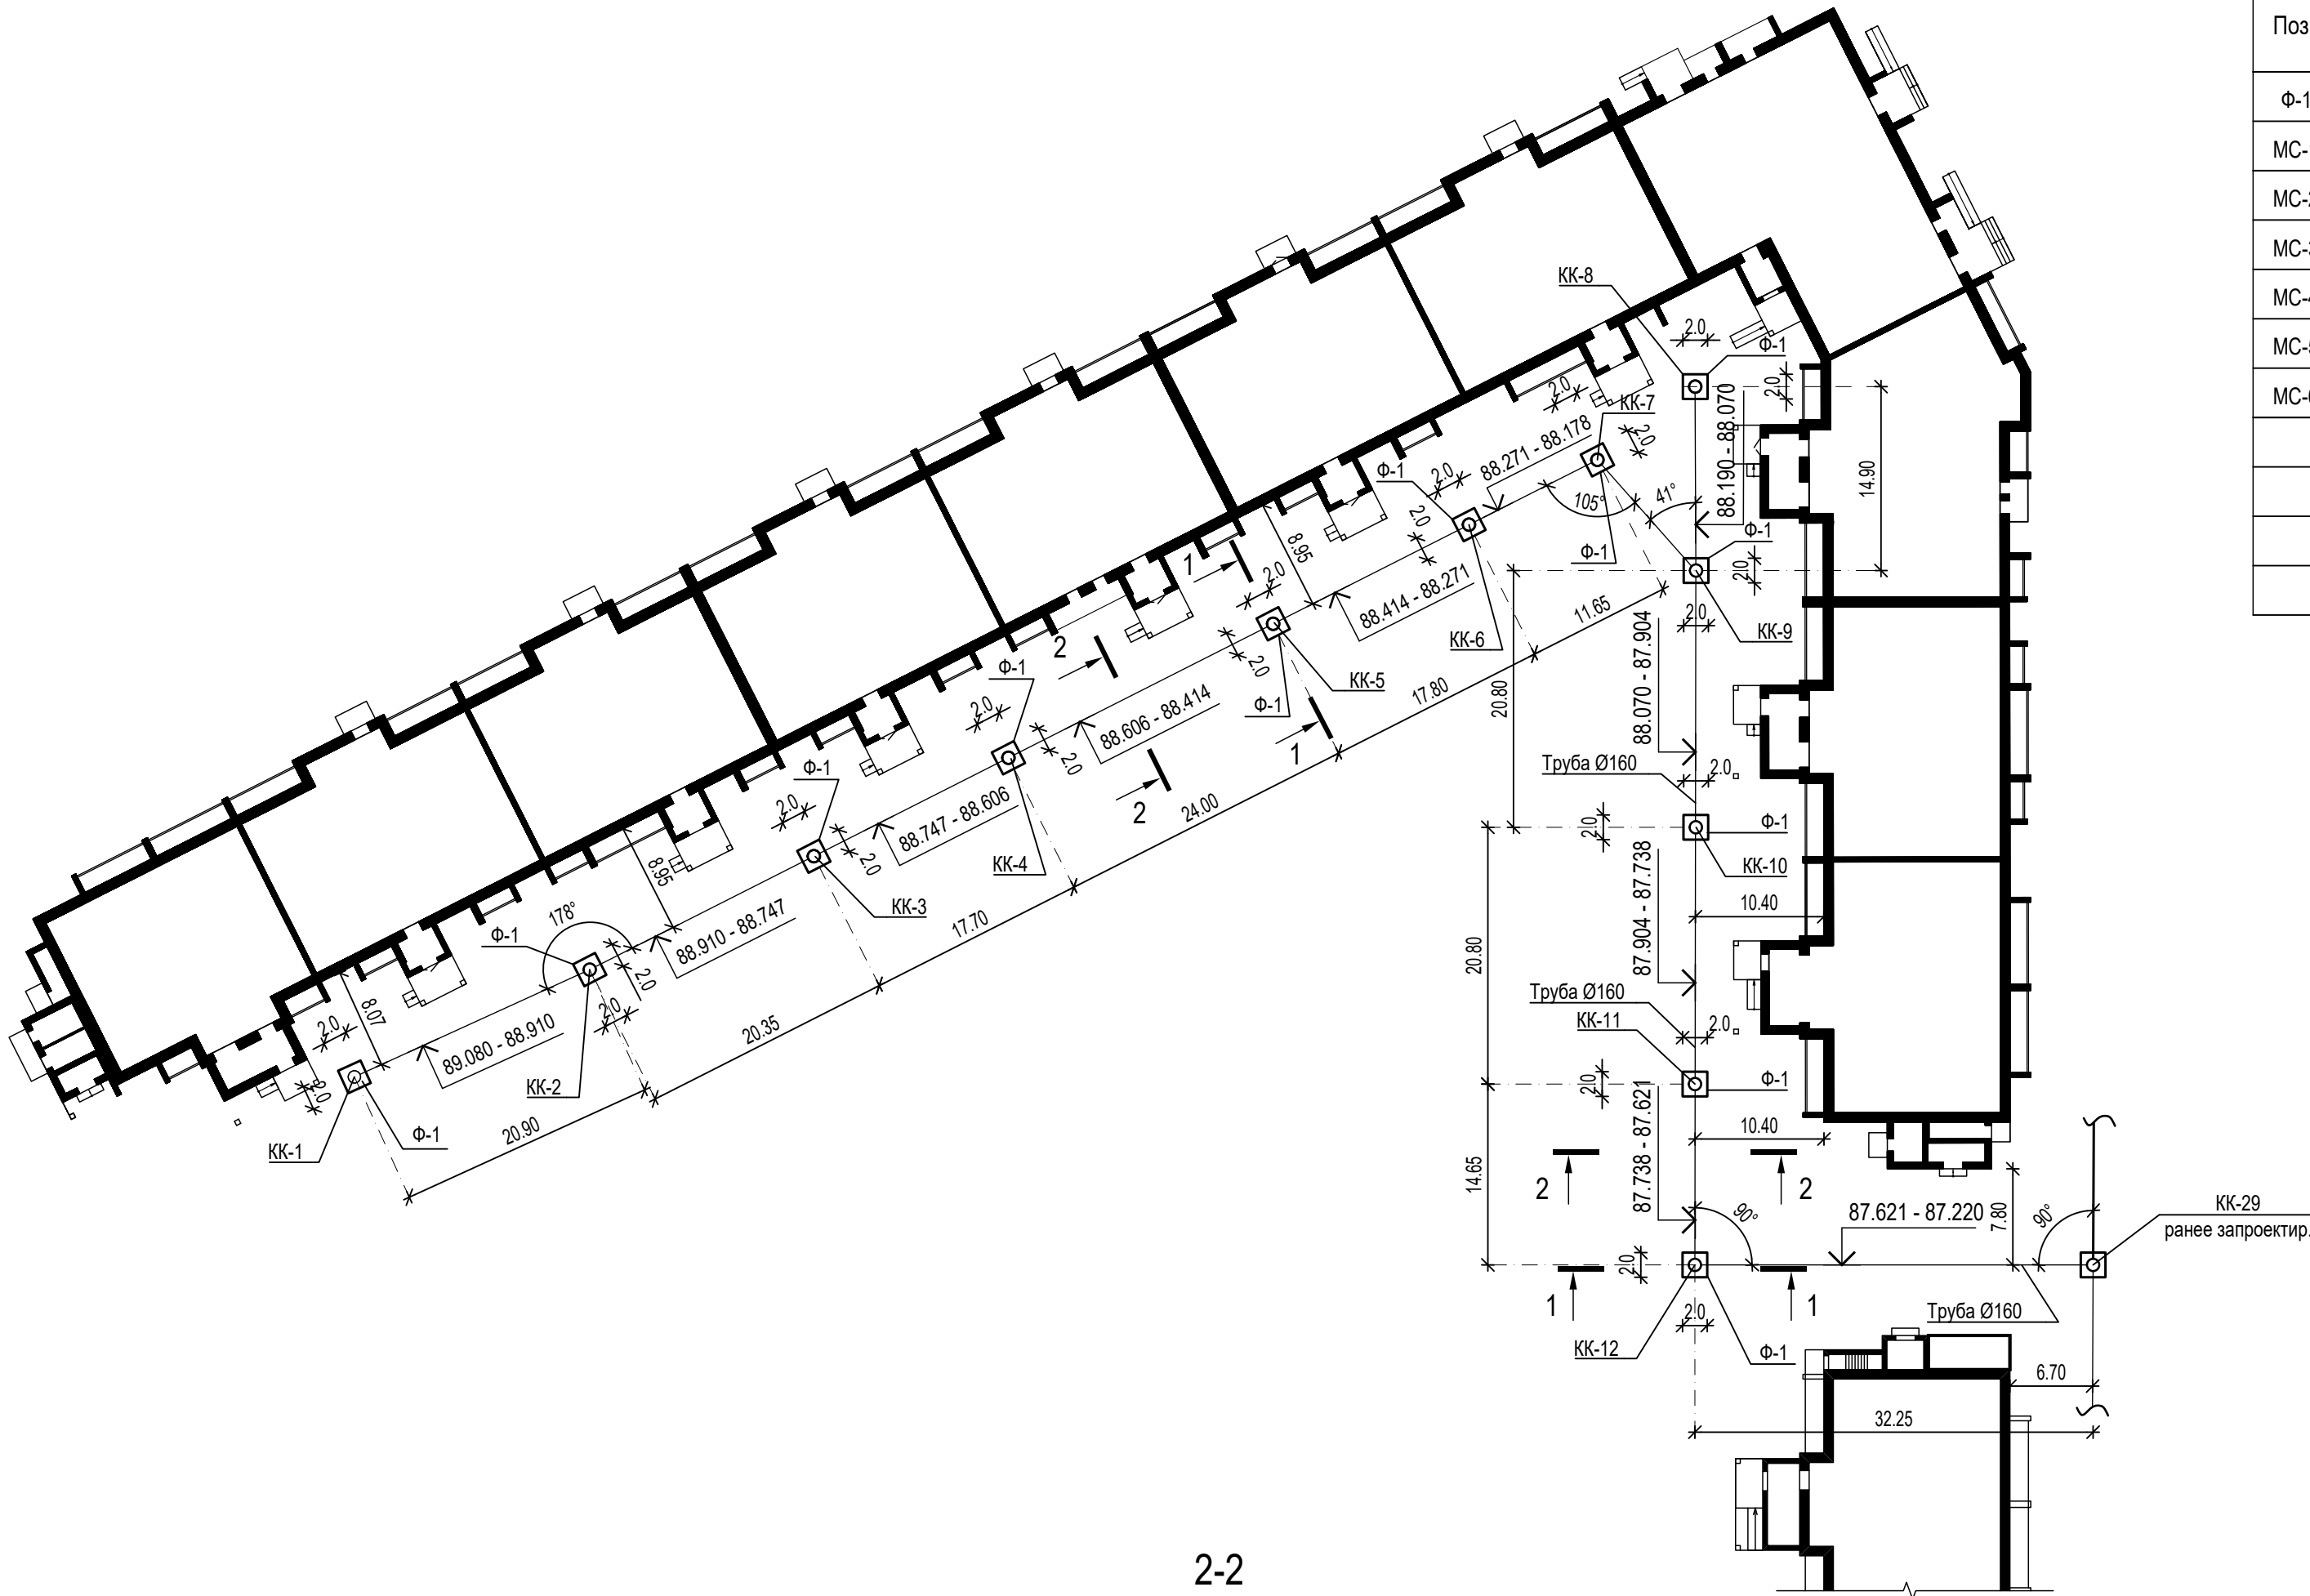 Поз
Ф-1
МС-
МС-
МС-
МС-
МС-
МС-
КК-8
2.0
Ф-1
2.0
КК-7
88.190 - 88.070
14.90
2.0
2.0
88.271 - 88.178
Ф-1
2.0
105°
41°
2.0
Ф-1
Ф-1
2.0
8.95
1
2.0
88.414 - 88.271
11.65
2.0
КК-9
КК-6
2
Ф-1
КК-5
17.80
20.80
88.070 - 87.904
2.0
2.0
Ф-1
88.606 - 88.414
1
2.0
Труба Ø160
2.0
Ф-1
2.0
88.747 - 88.606
24.00
2
2.0
Ф-1
КК-4
2.0
КК-10
8.95
КК-3
10.40
178°
Ф-1
88.910 - 88.747
17.70
87.904 - 87.738
20.80
2.0
8.07
2.0
2.0
Труба Ø160
КК-11
2.0
89.080 - 88.910
20.35
КК-2
2.0
Ф-1
2.0
20.90
Ф-1
КК-1
10.40
87.738 - 87.621
14.65
2
2
90°
87.621 - 87.220
7.80
90°
КК-29
ранее запроектир.
2.0
1
1
2.0
Труба Ø160
КК-12
Ф-1
6.70
32.25
2-2